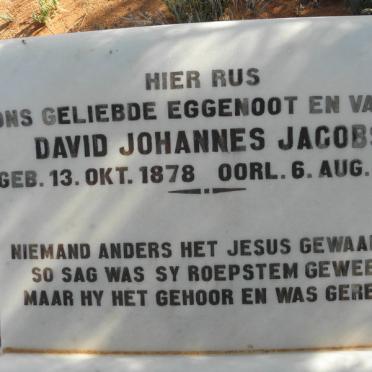 HIER RUS
ONS GELIEBDE EGGENOOT EN VA
DAVID JOHANNES JACOBS
GEB. 13. OKT. 1878 OORL. 6. AUG.
NIEMAND ANDERS HET JESUS GEWAA
SO SAG WAS SY ROEPSTEM GEWEE
MAAR HY HET GEHOOR EN WAS GERE